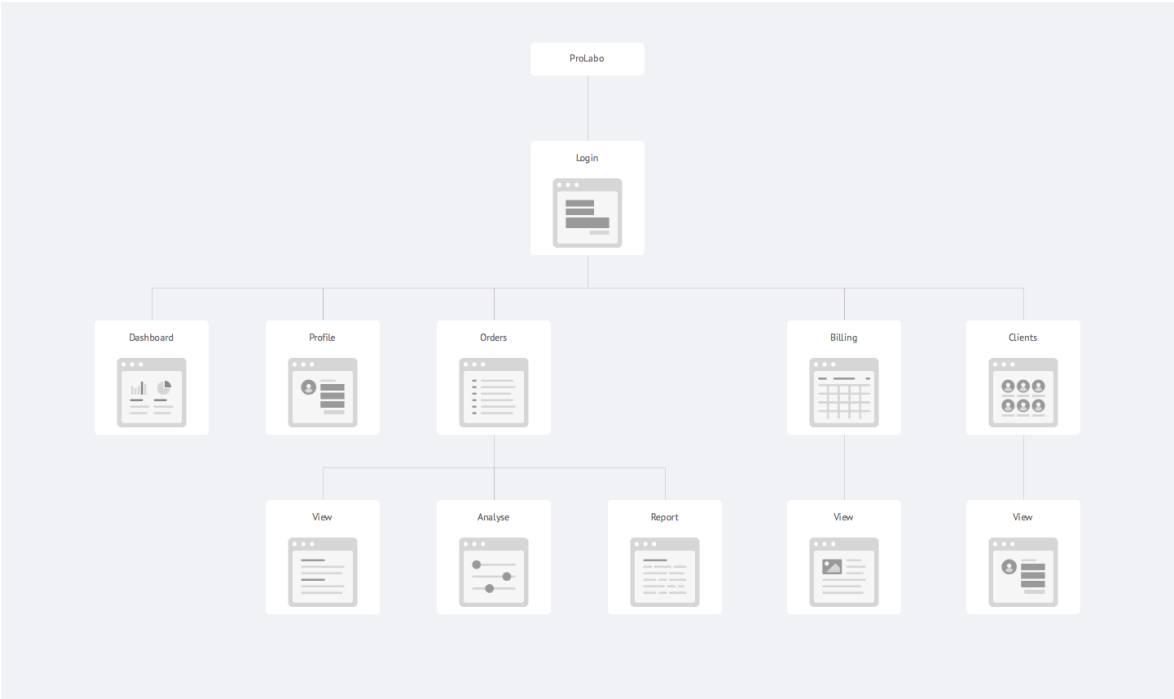 ProLabo
Login
Dashboard
Profile
Orders
Billing
Clients
View
Analyse
Report
View
View